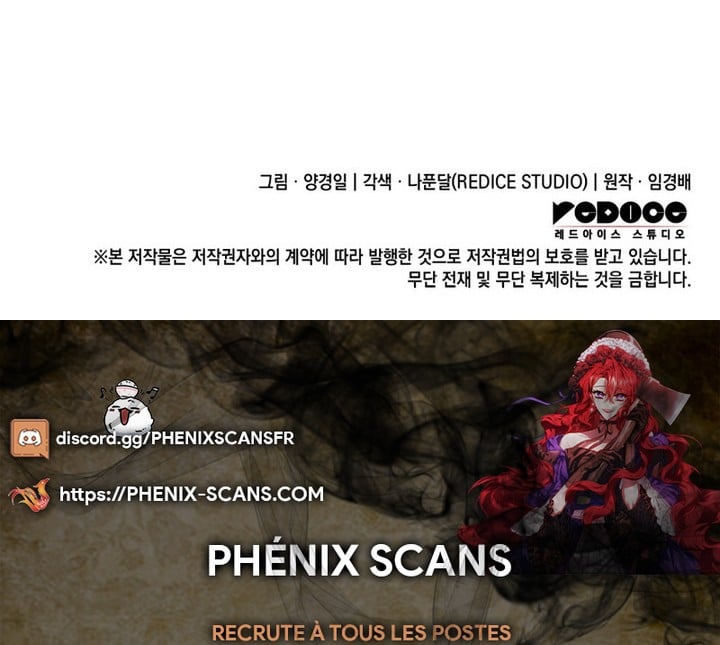 그림 · 양경일 | 각색 · 나푼달(REDICE STUDIO) | 원작 · 임경배
REDICE
레드아이스 스튜디오
※본 저작물은 저작권자와의 계약에 따라 발행한 것으로 저작권법의 보호를 받고 있습니다.
무단 전재 및 무단 복제하는 것을 금합니다.
discord.gg/PHENIXSCANSFR
https://PHENIX-SCANS.COM
PHÉNIX SCANS
RECRUTE À TOUS LES POSTES